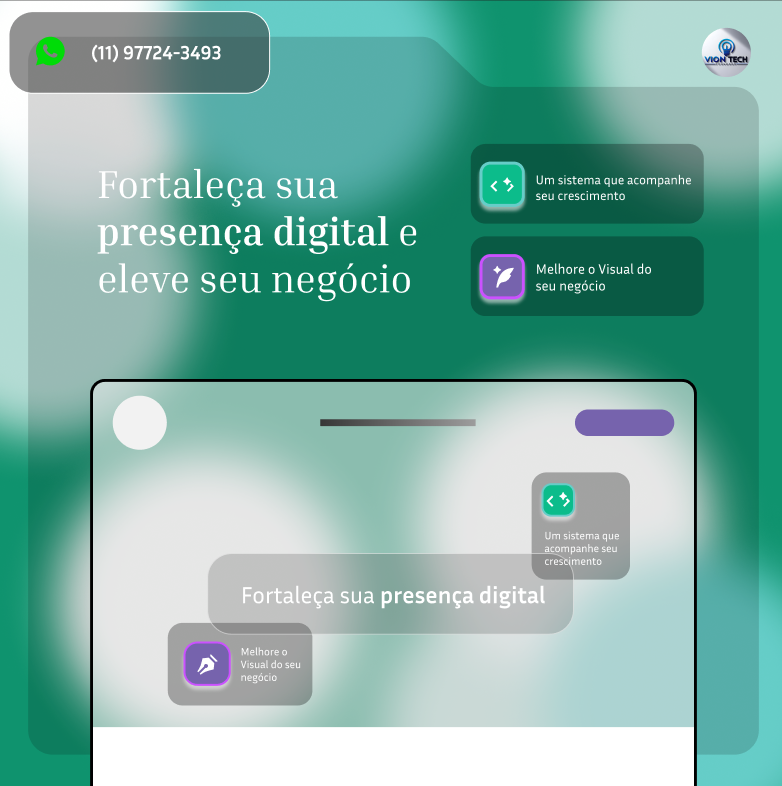 (11) 97724-3493
VION TECH
Fortaleça sua
presença digital e
eleve seu negócio
Um sistema que acompanhe
seu crescimento
Melhore o Visual do
seu negócio
Um sistema que
acompanhe seu
crescimento
Fortaleça sua presença digital
Melhore o
Visual do seu
negócio